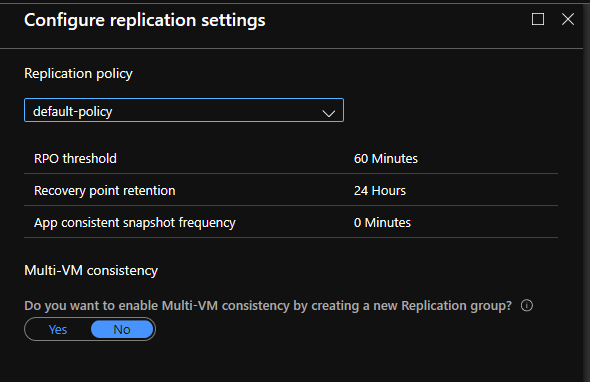 Configure replication settings
Replication policy
default-policy
RPO threshold 60 Minutes
Recovery point retention 24 Hours
App consistent snapshot frequency 0 Minutes
Multi-VM consistency
Do you want to enable Multi-VM consistency by creating a new Replication group?
Yes No